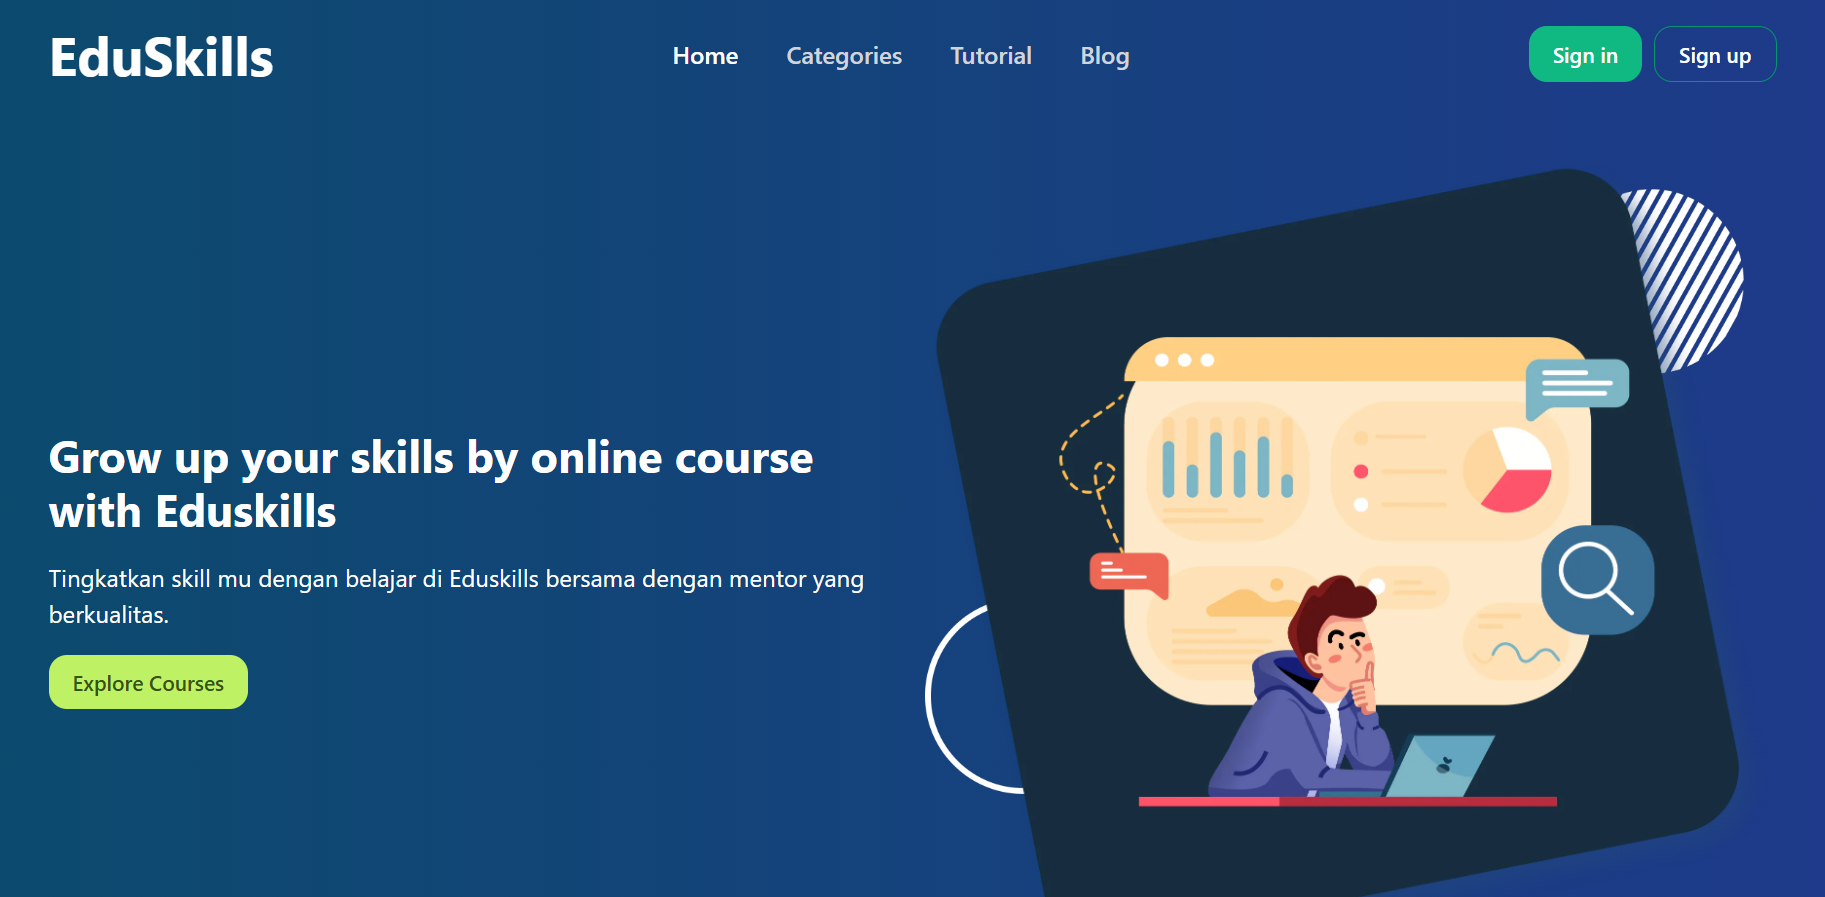 EduSkills
Home
Categories
Tutorial
Blog
Sign in
Sign up
Grow up your skills by online course
with Eduskills
Tingkatkan skill mu dengan belajar di Eduskills bersama dengan mentor yang
berkualitas.
Explore Courses